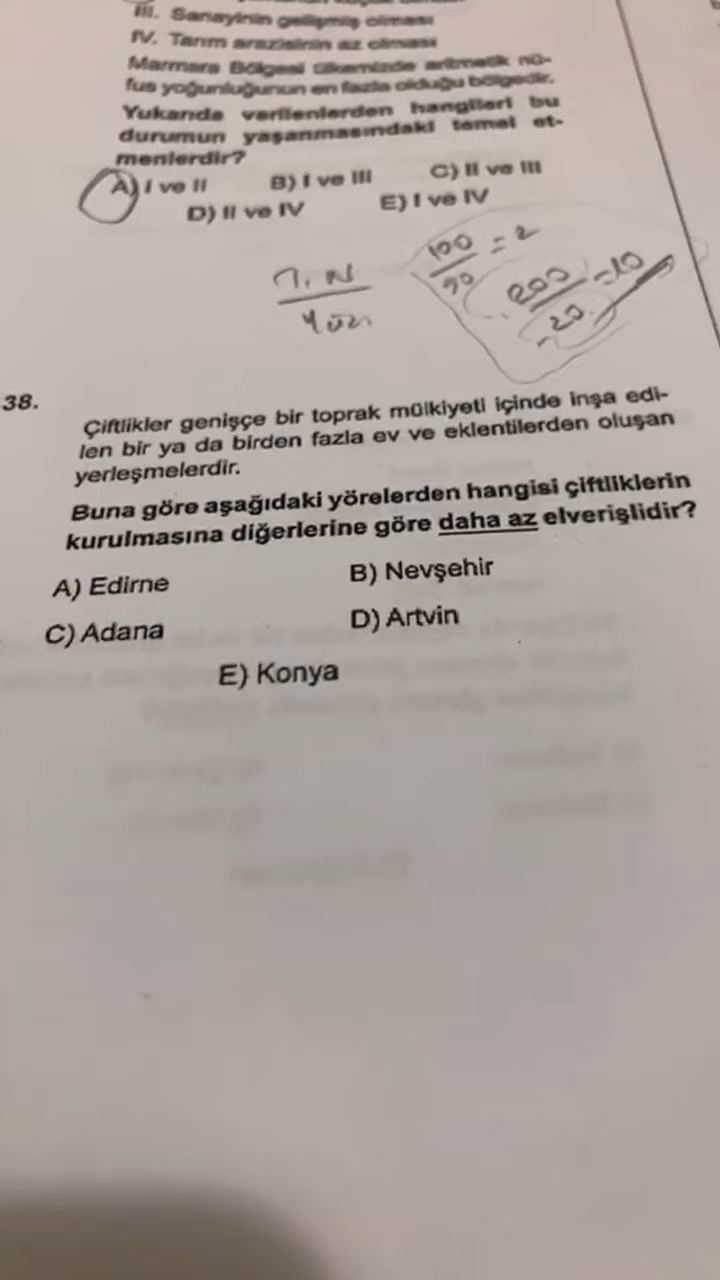 III. Sanayinin gelişmiş olması
IV. Tarım arazisinin az olması
Marmara Bölgesi ülkemizde aritmetik nü-
fus yoğunluğunun en fazla olduğu bölgedir.
Yukarıda verilenlerden hangileri bu
durumun yaşanmasındaki temel et-
menlerdir?
A) I ve II B) I ve III C) II ve III
D) II ve IV E) I ve IV
T. N
Yüz.
100
= 2
200
= 10
20
38.
Çiftlikler genişçe bir toprak mülkiyeti içinde inşa edi-
len bir ya da birden fazla ev ve eklentilerden oluşan
yerleşmelerdir.
Buna göre aşağıdaki yörelerden hangisi çiftliklerin
kurulmasına diğerlerine göre daha az elverişlidir?
A) Edirne B) Nevşehir
C) Adana D) Artvin
E) Konya